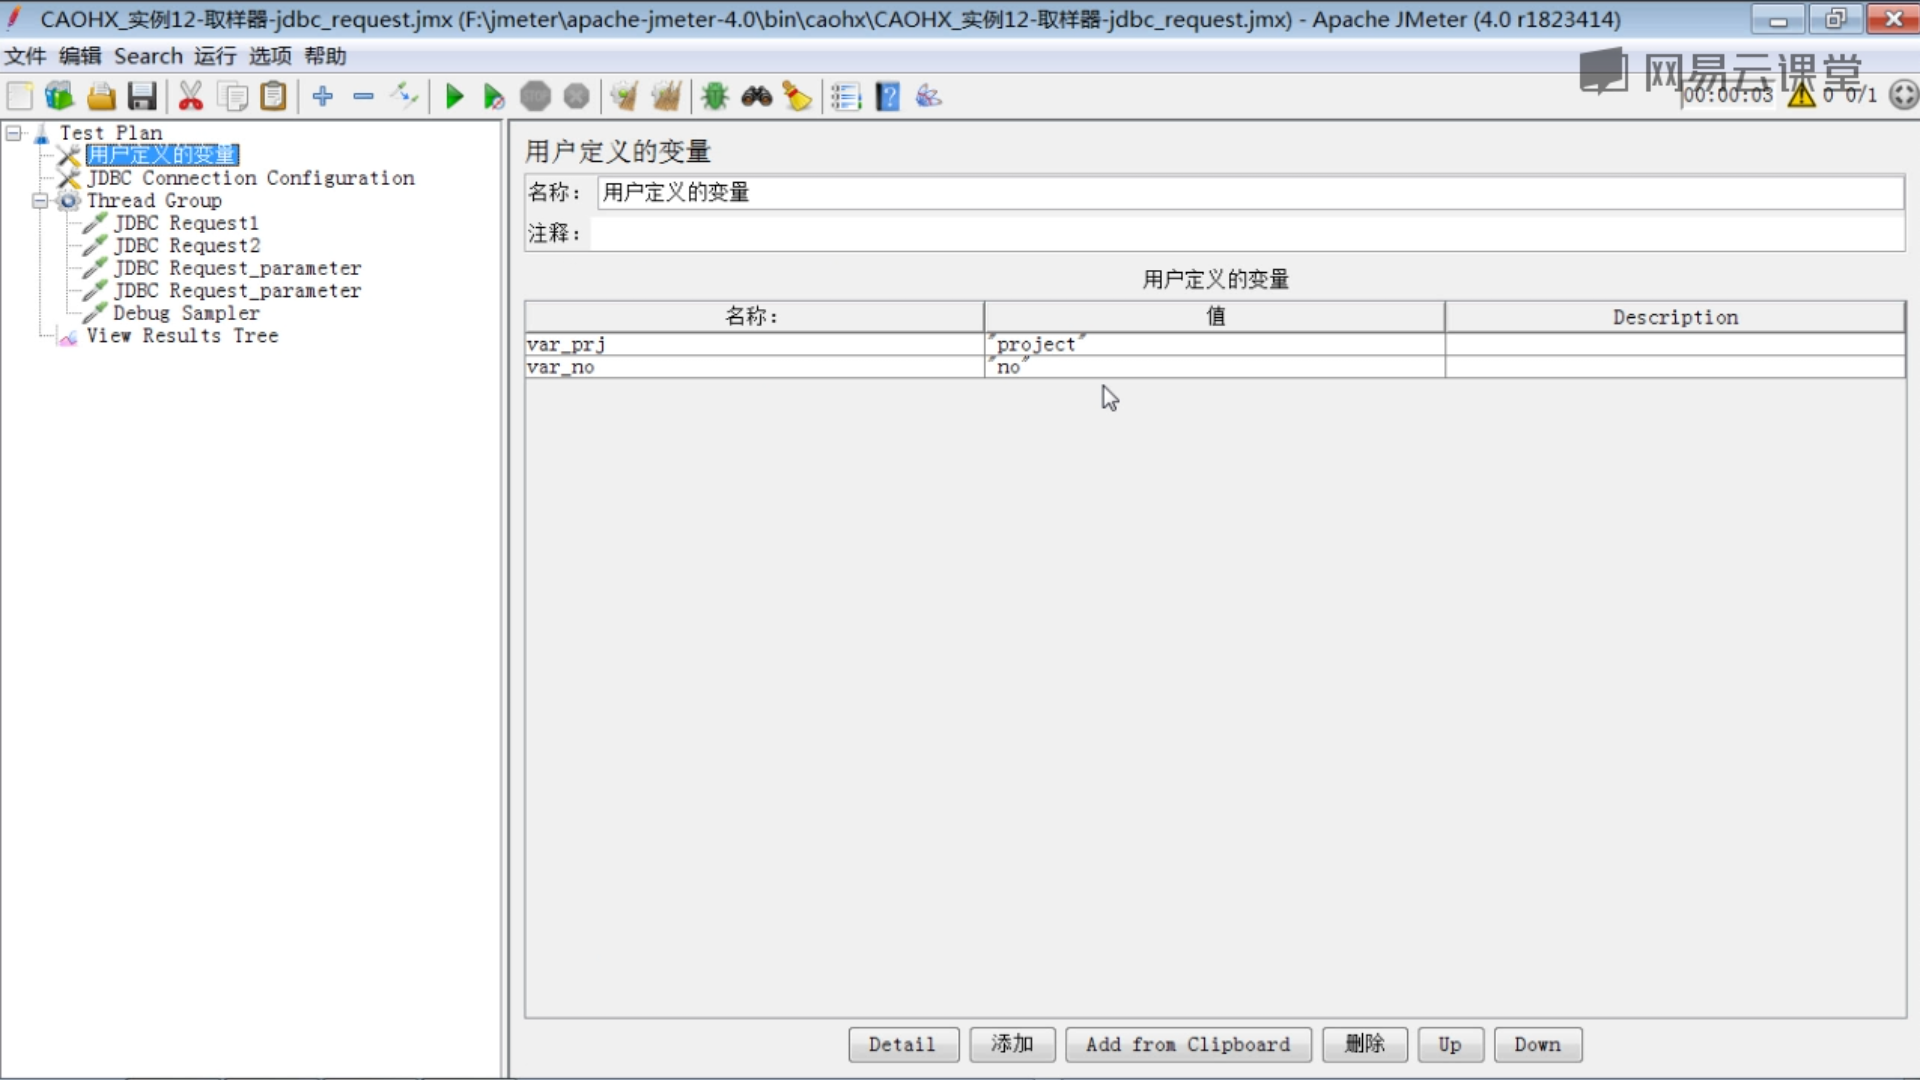 CAOHX_实例12-取样器-jdbc_request.jmx (F:\jmeter\apache-jmeter-4.0\bin\caohx\CAOHX_实例12-取样器-jdbc_request.jmx) - Apache JMeter (4.0 r1823414)
文件 编辑 Search 运行 选项 帮助
网易云课堂
00:00:03 0 0/1
Test Plan
用户定义的变量
JDBC Connection Configuration
Thread Group
JDBC Request1
JDBC Request2
JDBC Request_parameter
JDBC Request_parameter
Debug Sampler
View Results Tree
用户定义的变量
名称： 用户定义的变量
注释：
用户定义的变量
名称： 值 Description
var_prj "project"
var_no "no"
Detail 添加 Add from Clipboard 删除 Up Down